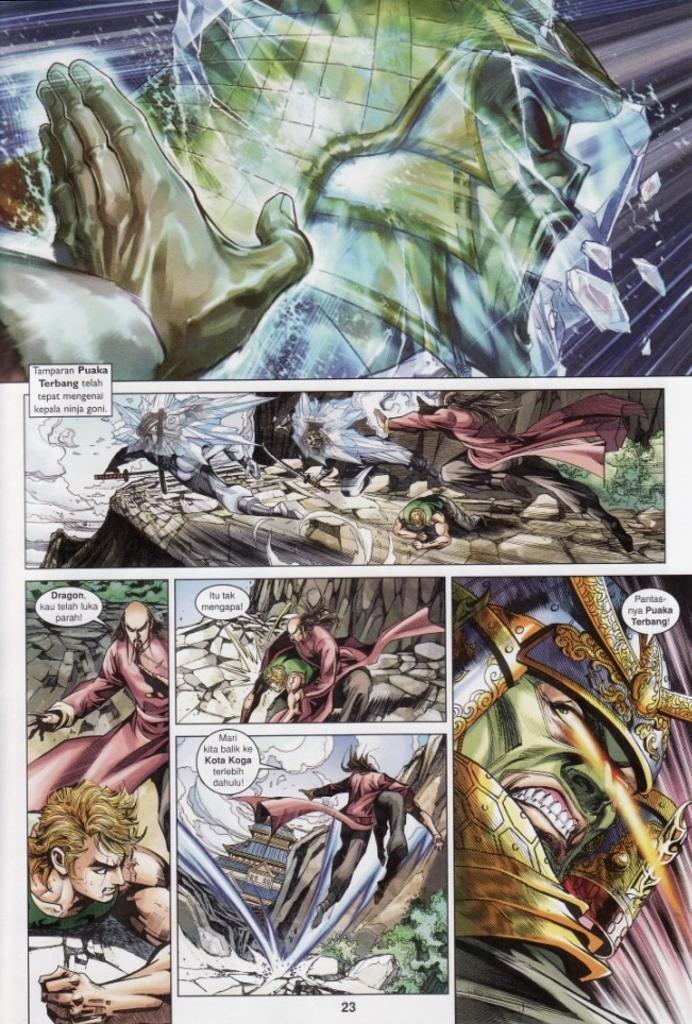 Tamparan Puaka
Terbang telah
tepat mengenai
kepala ninja goni.
Dragon,
kau telah luka
parah!
Itu tak
mengapa!
Mari
kita balik ke
Kota Koga
terlebih
dahulu!
Pantas-
nya Puaka
Terbang!
23